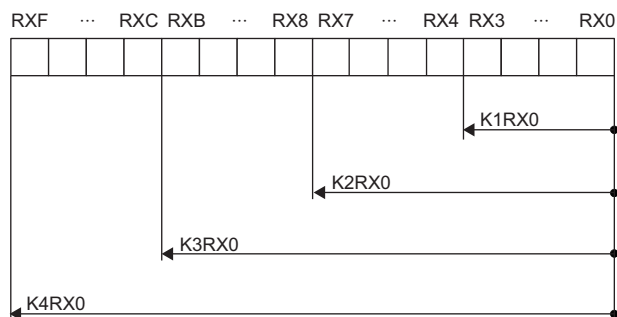 RXF ... RXC RXB ... RX8 RX7 ... RX4 RX3 ... RX0
K1RX0
K2RX0
K3RX0
K4RX0